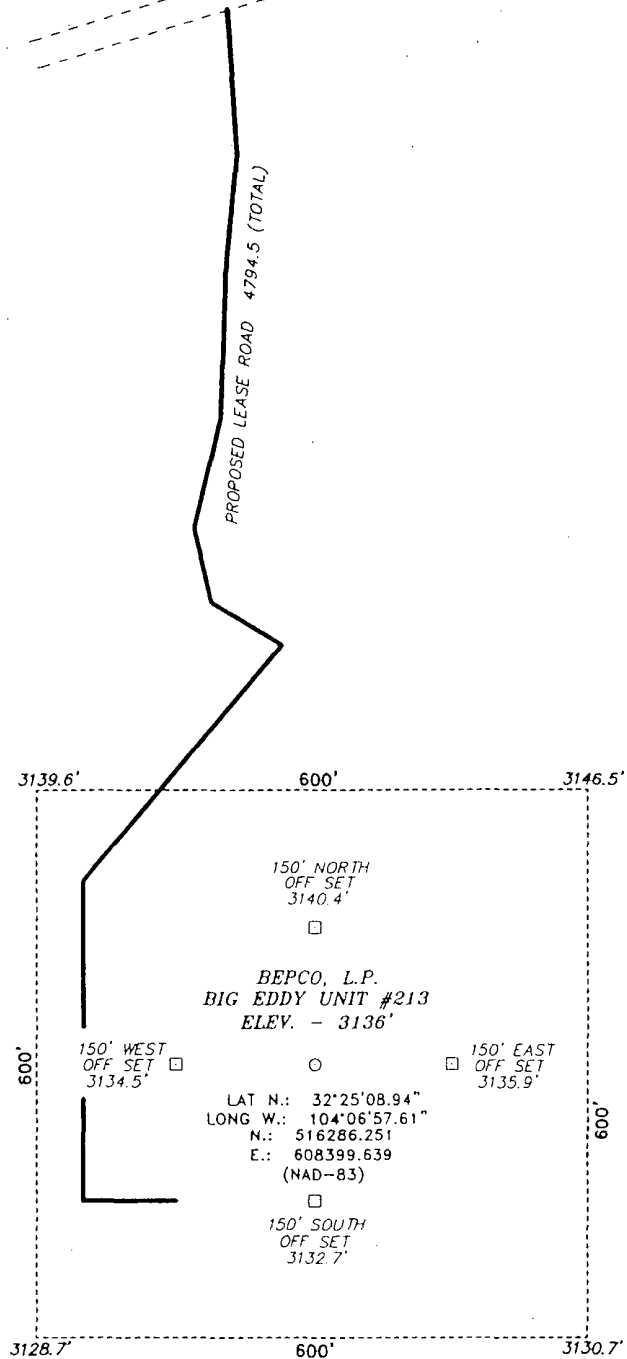 PROPOSED LEASE ROAD 4794.5 (TOTAL)
3139.6'
600'
3146.5'
150' NORTH
OFF SET
3140.4'
BEPCO, L.P.
BIG EDDY UNIT #213
ELEV. - 3136'
600'
150' WEST
OFF SET
3134.5'
150' EAST
OFF SET
3135.9'
600'
LAT N.: 32°25'08.94"
LONG W.: 104°06'57.61"
N.: 516286.251
E.: 608399.639
(NAD-83)
150' SOUTH
OFF SET
3132.7'
3128.7'
600'
3130.7'